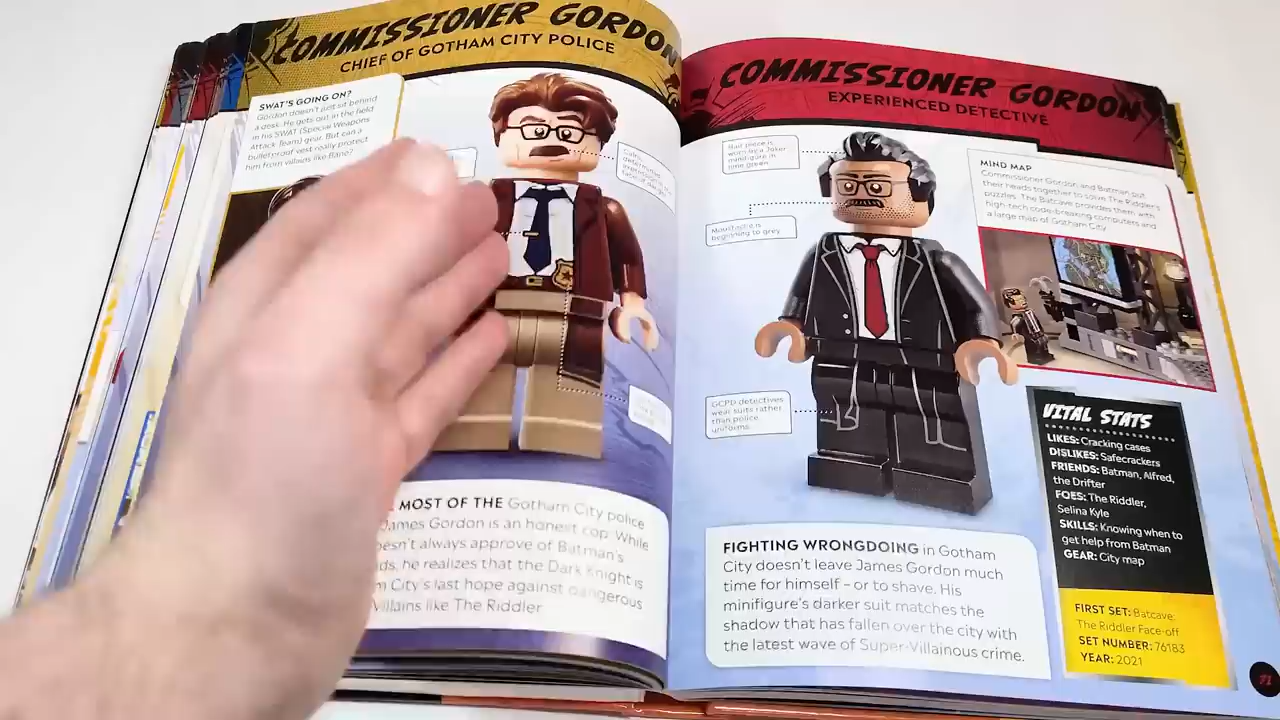 COMMISSIONER GORDON
CHIEF OF GOTHAM CITY POLICE
SWAT'S GOING ON?
Gordon doesn't just sit behind
a desk. He gets out in the field
in his SWAT (Special Weapons
Attack Team) gear. But can a
bulletproof vest really protect
him from villains like Bane?
Calm,
determined
expression
MOST OF THE Gotham City police
James Gordon is an honest cop. While
doesn't always approve of Batman's
he realizes that the Dark Knight is
City's last hope against dangerous
villains like The Riddler.
COMMISSIONER GORDON
EXPERIENCED DETECTIVE
Hair piece is
worn by a Joker
minifigure in
lime green
Moustache is
beginning to grey
GCPD detectives
wear suits rather
than police
uniforms
MIND MAP
Commissioner Gordon and Batman put
their heads together to solve The Riddler's
puzzles. The Batcave provides them with
high-tech code-breaking computers and
a large map of Gotham City.
VITAL STATS
LIKES: Cracking cases
DISLIKES: Safecrackers
FRIENDS: Batman, Alfred,
the Drifter
FOES: The Riddler,
Selina Kyle
SKILLS: Knowing when to
get help from Batman
GEAR: City map
FIRST SET: Batcave:
The Riddler Face-off
SET NUMBER: 76183
YEAR: 2021
FIGHTING WRONGDOING in Gotham
City doesn't leave James Gordon much
time for himself – or to shave. His
minifigure's darker suit matches the
shadow that has fallen over the city with
the latest wave of Super-Villainous crime.
71